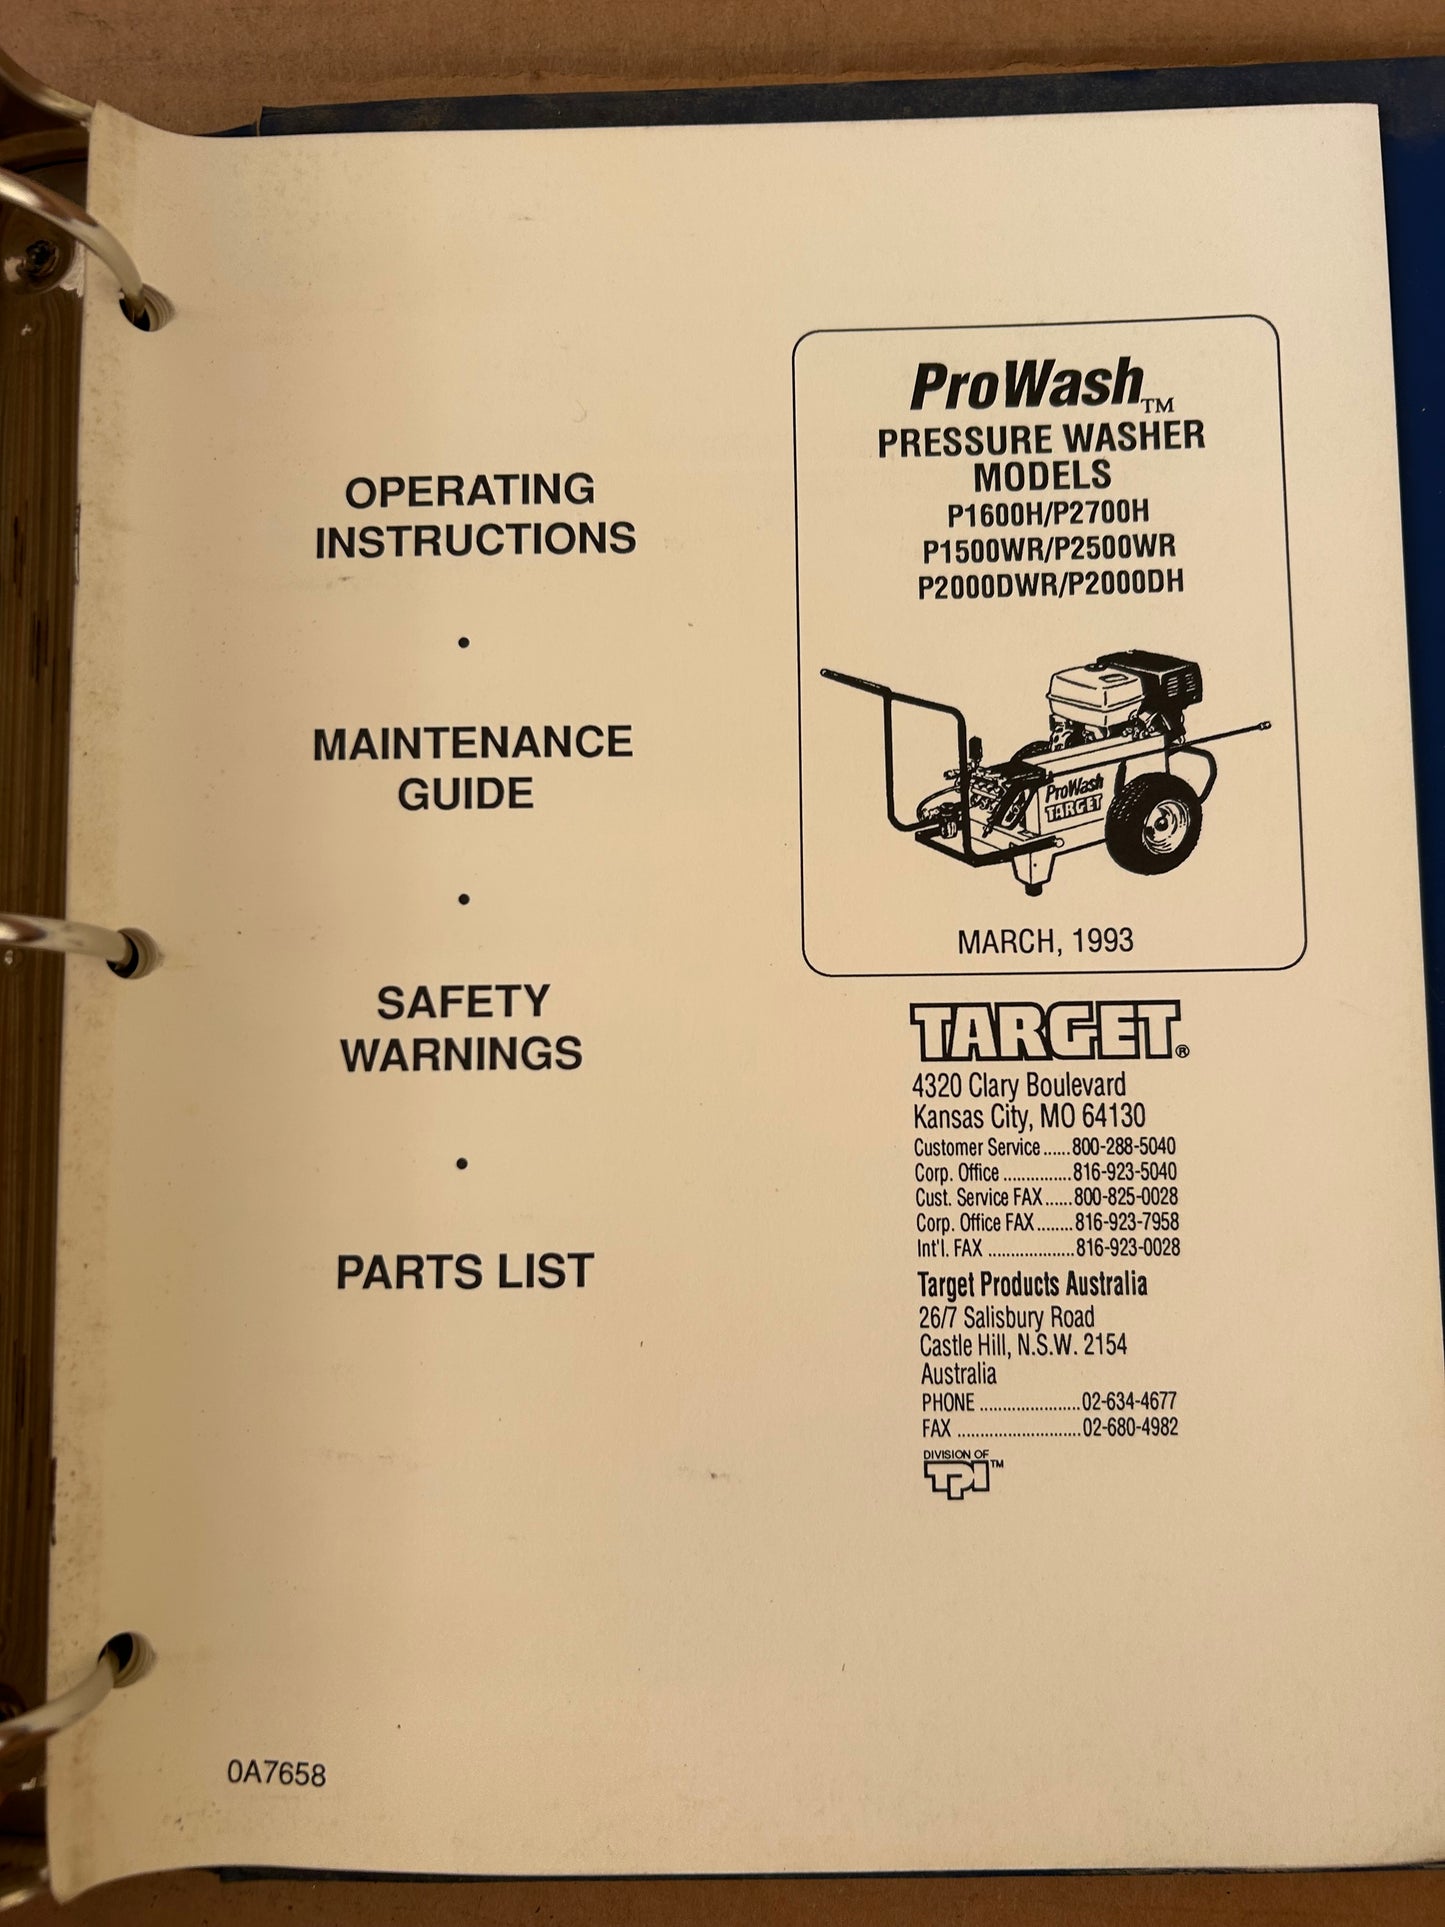 OPERATING
INSTRUCTIONS
•
MAINTENANCE
GUIDE
•
SAFETY
WARNINGS
•
PARTS LIST
0A7658
ProWash™
PRESSURE WASHER
MODELS
P1600H/P2700H
P1500WR/P2500WR
P2000DWR/P2000DH
ProWash
TARGET
MARCH, 1993
TARGET®
4320 Clary Boulevard
Kansas City, MO 64130
Customer Service ......800-288-5040
Corp. Office ...............816-923-5040
Cust. Service FAX......800-825-0028
Corp. Office FAX........816-923-7958
Int'l. FAX ...................816-923-0028
Target Products Australia
26/7 Salisbury Road
Castle Hill, N.S.W. 2154
Australia
PHONE ......................02-634-4677
FAX ...........................02-680-4982
DIVISION OF
TPI™